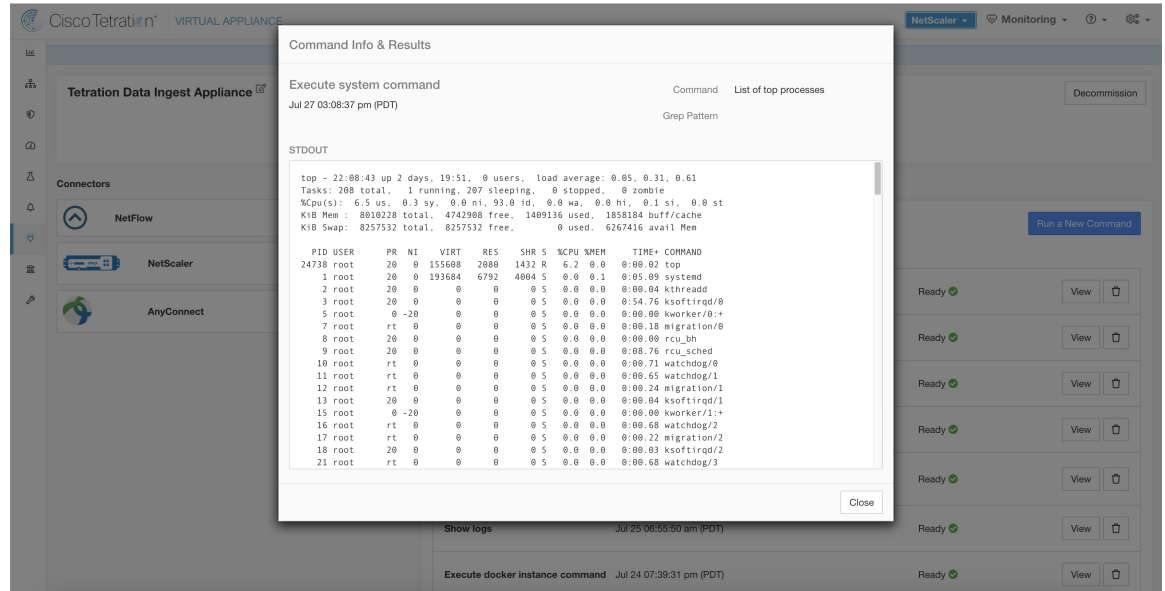 Cisco Tetration™ VIRTUAL APPLIANCE
NetScaler
Monitoring
Tetration Data Ingest Appliance
Decommission
Connectors
NetFlow
NetScaler
AnyConnect
Run a New Command
Command Info & Results
Execute system command
Jul 27 03:08:37 pm (PDT)
Command List of top processes
Grep Pattern
STDOUT
top - 22:08:43 up 2 days, 19:51,  0 users,  load average: 0.05, 0.31, 0.61
Tasks: 208 total,   1 running, 207 sleeping,   0 stopped,   0 zombie
%Cpu(s):  6.5 us,  0.3 sy,  0.0 ni, 93.0 id,  0.0 wa,  0.0 hi,  0.1 si,  0.0 st
KiB Mem :  8010228 total,  4742908 free,  1409136 used,  1858184 buff/cache
KiB Swap:  8257532 total,  8257532 free,        0 used.  6267416 avail Mem
PID USER      PR  NI    VIRT    RES    SHR S  %CPU %MEM     TIME+ COMMAND
24738 root      20   0  155608   2080   1432 R   6.2  0.0   0:00.02 top
1 root      20   0  193684   6792   4004 S   0.0  0.1   0:05.09 systemd
2 root      20   0       0      0      0 S   0.0  0.0   0:00.04 kthreadd
3 root      20   0       0      0      0 S   0.0  0.0   0:54.76 ksoftirqd/0
5 root       0 -20       0      0      0 S   0.0  0.0   0:00.00 kworker/0:+
7 root      rt   0       0      0      0 S   0.0  0.0   0:00.18 migration/0
8 root      20   0       0      0      0 S   0.0  0.0   0:00.00 rcu_bh
9 root      20   0       0      0      0 S   0.0  0.0   0:08.76 rcu_sched
10 root      rt   0       0      0      0 S   0.0  0.0   0:00.71 watchdog/0
11 root      rt   0       0      0      0 S   0.0  0.0   0:00.65 watchdog/1
12 root      rt   0       0      0      0 S   0.0  0.0   0:00.24 migration/1
13 root      20   0       0      0      0 S   0.0  0.0   0:00.04 ksoftirqd/1
15 root       0 -20       0      0      0 S   0.0  0.0   0:00.00 kworker/1:+
16 root      rt   0       0      0      0 S   0.0  0.0   0:00.68 watchdog/2
17 root      rt   0       0      0      0 S   0.0  0.0   0:00.22 migration/2
18 root      20   0       0      0      0 S   0.0  0.0   0:00.03 ksoftirqd/2
21 root      rt   0       0      0      0 S   0.0  0.0   0:00.68 watchdog/3
Close
Ready View
Ready View
Ready View
Ready View
Ready View
Show logs Jul 25 06:55:50 am (PDT) Ready View
Execute docker instance command Jul 24 07:39:31 pm (PDT) Ready View